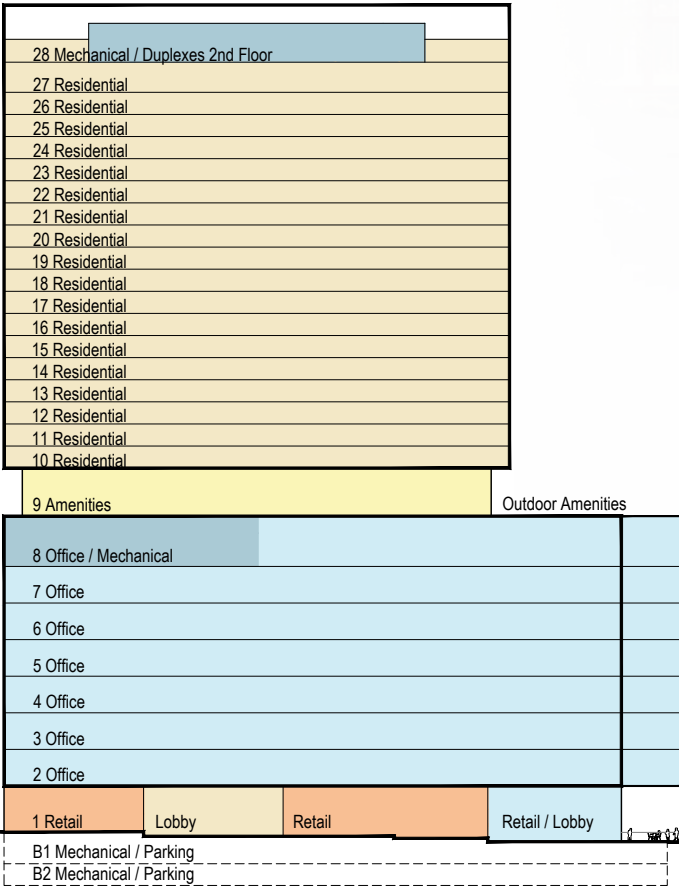 28 Mechanical / Duplexes 2nd Floor
27 Residential
26 Residential
25 Residential
24 Residential
23 Residential
22 Residential
21 Residential
20 Residential
19 Residential
18 Residential
17 Residential
16 Residential
15 Residential
14 Residential
13 Residential
12 Residential
11 Residential
10 Residential
9 Amenities
Outdoor Amenities
8 Office / Mechanical
7 Office
6 Office
5 Office
4 Office
3 Office
2 Office
1 Retail
Lobby
Retail
Retail / Lobby
B1 Mechanical / Parking
B2 Mechanical / Parking